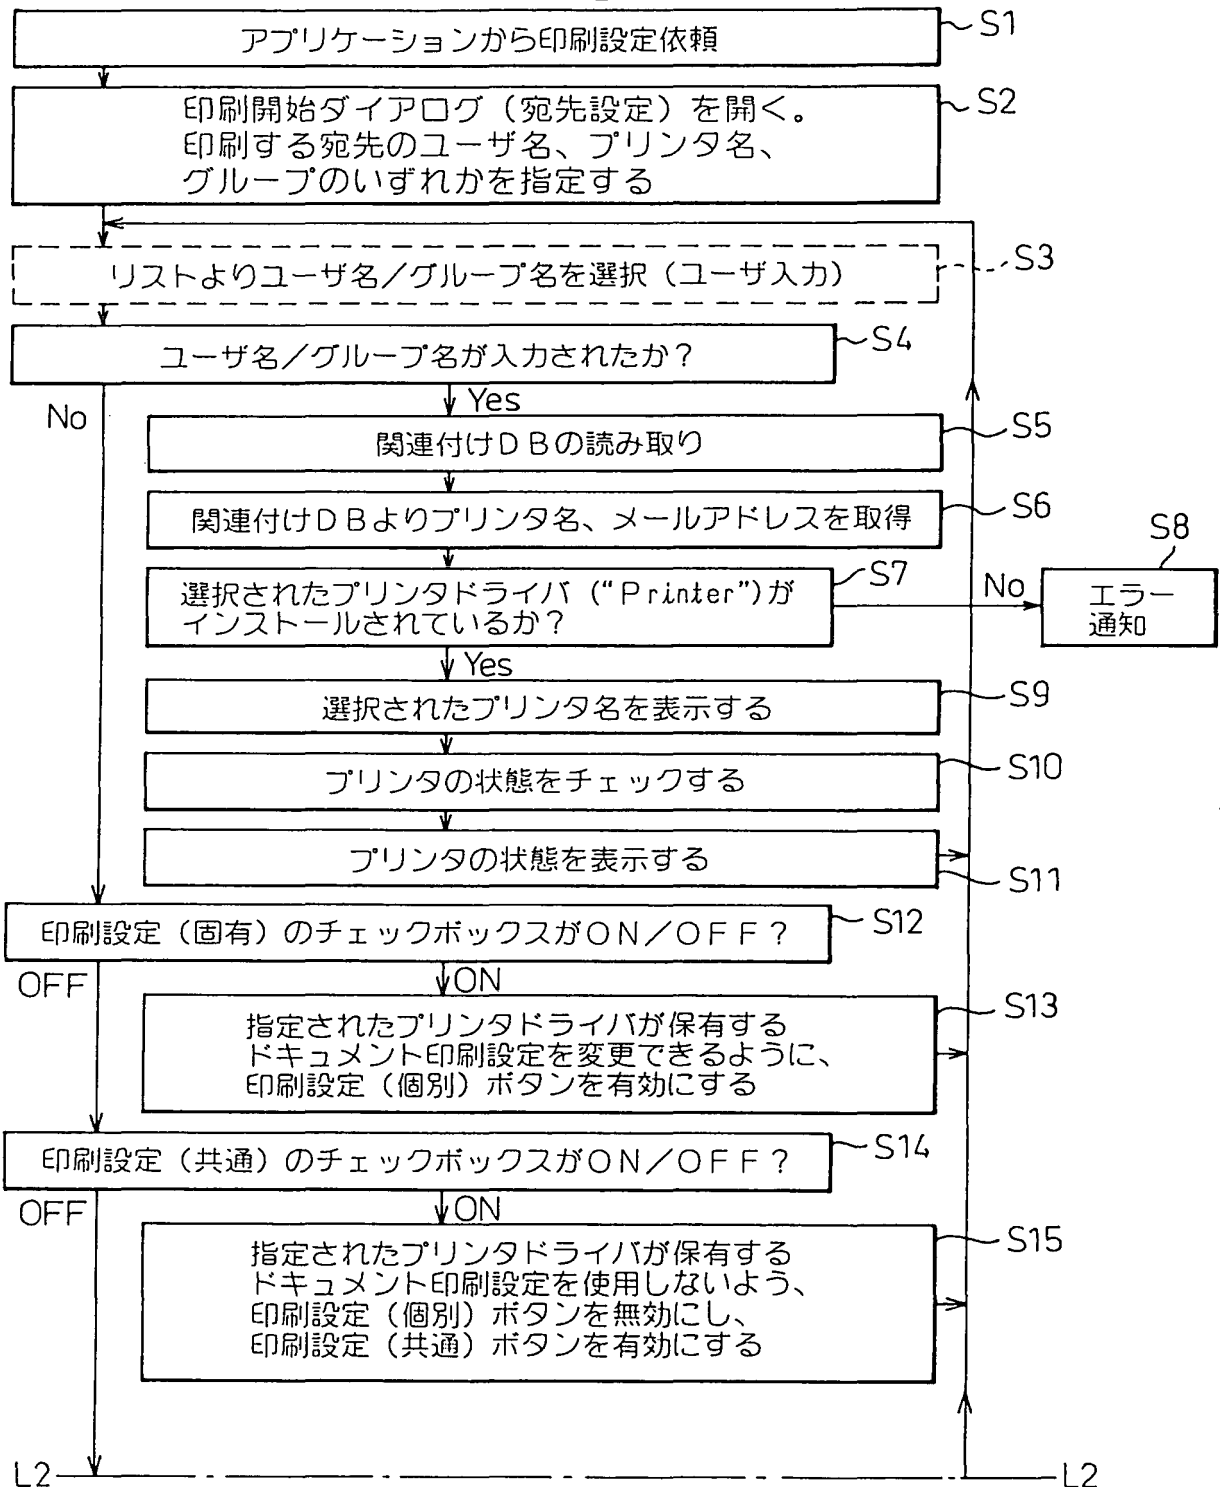 アプリケーションから印刷設定依頼
S1
印刷開始ダイアログ（宛先設定）を開く。
印刷する宛先のユーザ名、プリンタ名、
グループのいずれかを指定する
S2
リストよりユーザ名／グループ名を選択（ユーザ入力）
S3
ユーザ名／グループ名が入力されたか？
S4
No
Yes
関連付けＤＢの読み取り
S5
関連付けＤＢよりプリンタ名、メールアドレスを取得
S6
選択されたプリンタドライバ（“Printer”)が
インストールされているか？
S7
No
S8
エラー
通知
Yes
選択されたプリンタ名を表示する
S9
プリンタの状態をチェックする
S10
プリンタの状態を表示する
S11
印刷設定（固有）のチェックボックスがＯＮ／ＯＦＦ？
S12
OFF
ON
指定されたプリンタドライバが保有する
ドキュメント印刷設定を変更できるように、
印刷設定（個別）ボタンを有効にする
S13
印刷設定（共通）のチェックボックスがＯＮ／ＯＦＦ？
S14
OFF
ON
指定されたプリンタドライバが保有する
ドキュメント印刷設定を使用しないよう、
印刷設定（個別）ボタンを無効にし、
印刷設定（共通）ボタンを有効にする
S15
L2
L2